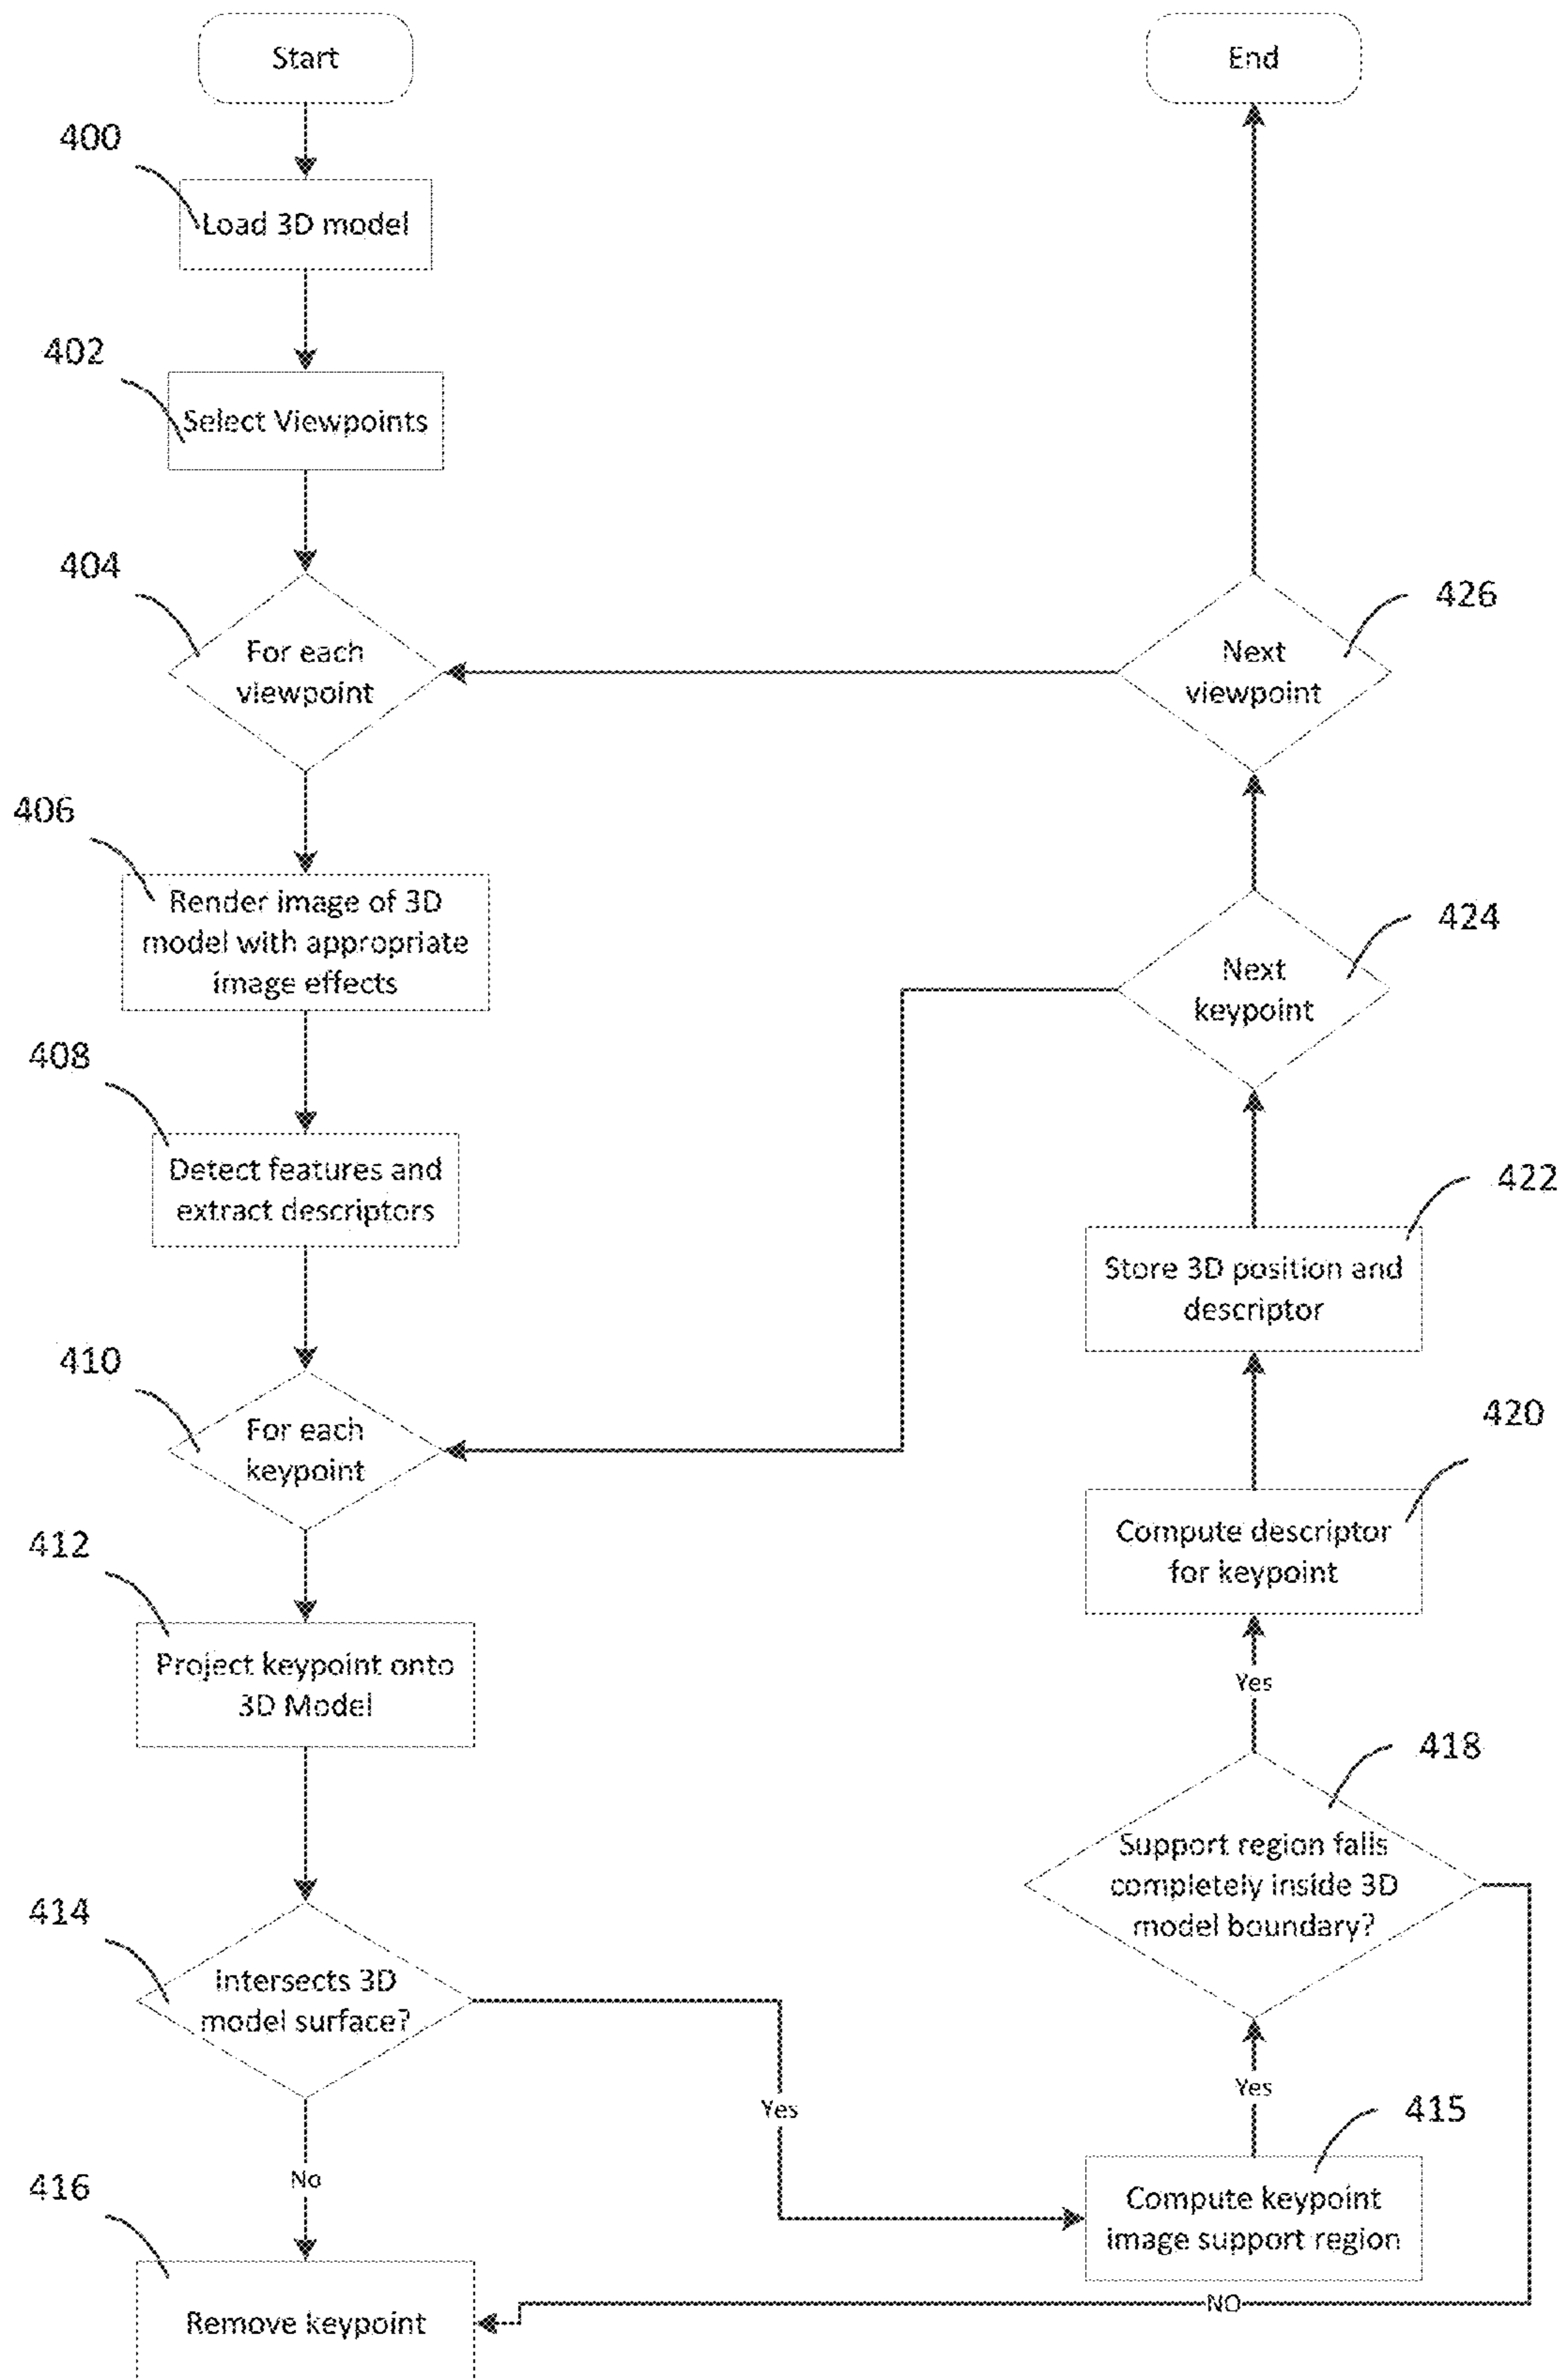 Start
400
Load 3D model
402
Select Viewpoints
404
For each
viewpoint
406
Render image of 3D
model with appropriate
image effects
408
Detect features and
extract descriptors
410
For each
keypoint
412
Project keypoint onto
3D Model
414
Intersects 3D
model surface?
No
Yes
416
Remove keypoint
415
Compute keypoint
image support region
Yes
418
Support region falls
completely inside 3D
model boundary?
NO
Yes
420
Compute descriptor
for keypoint
422
Store 3D position and
descriptor
424
Next
keypoint
426
Next
viewpoint
End